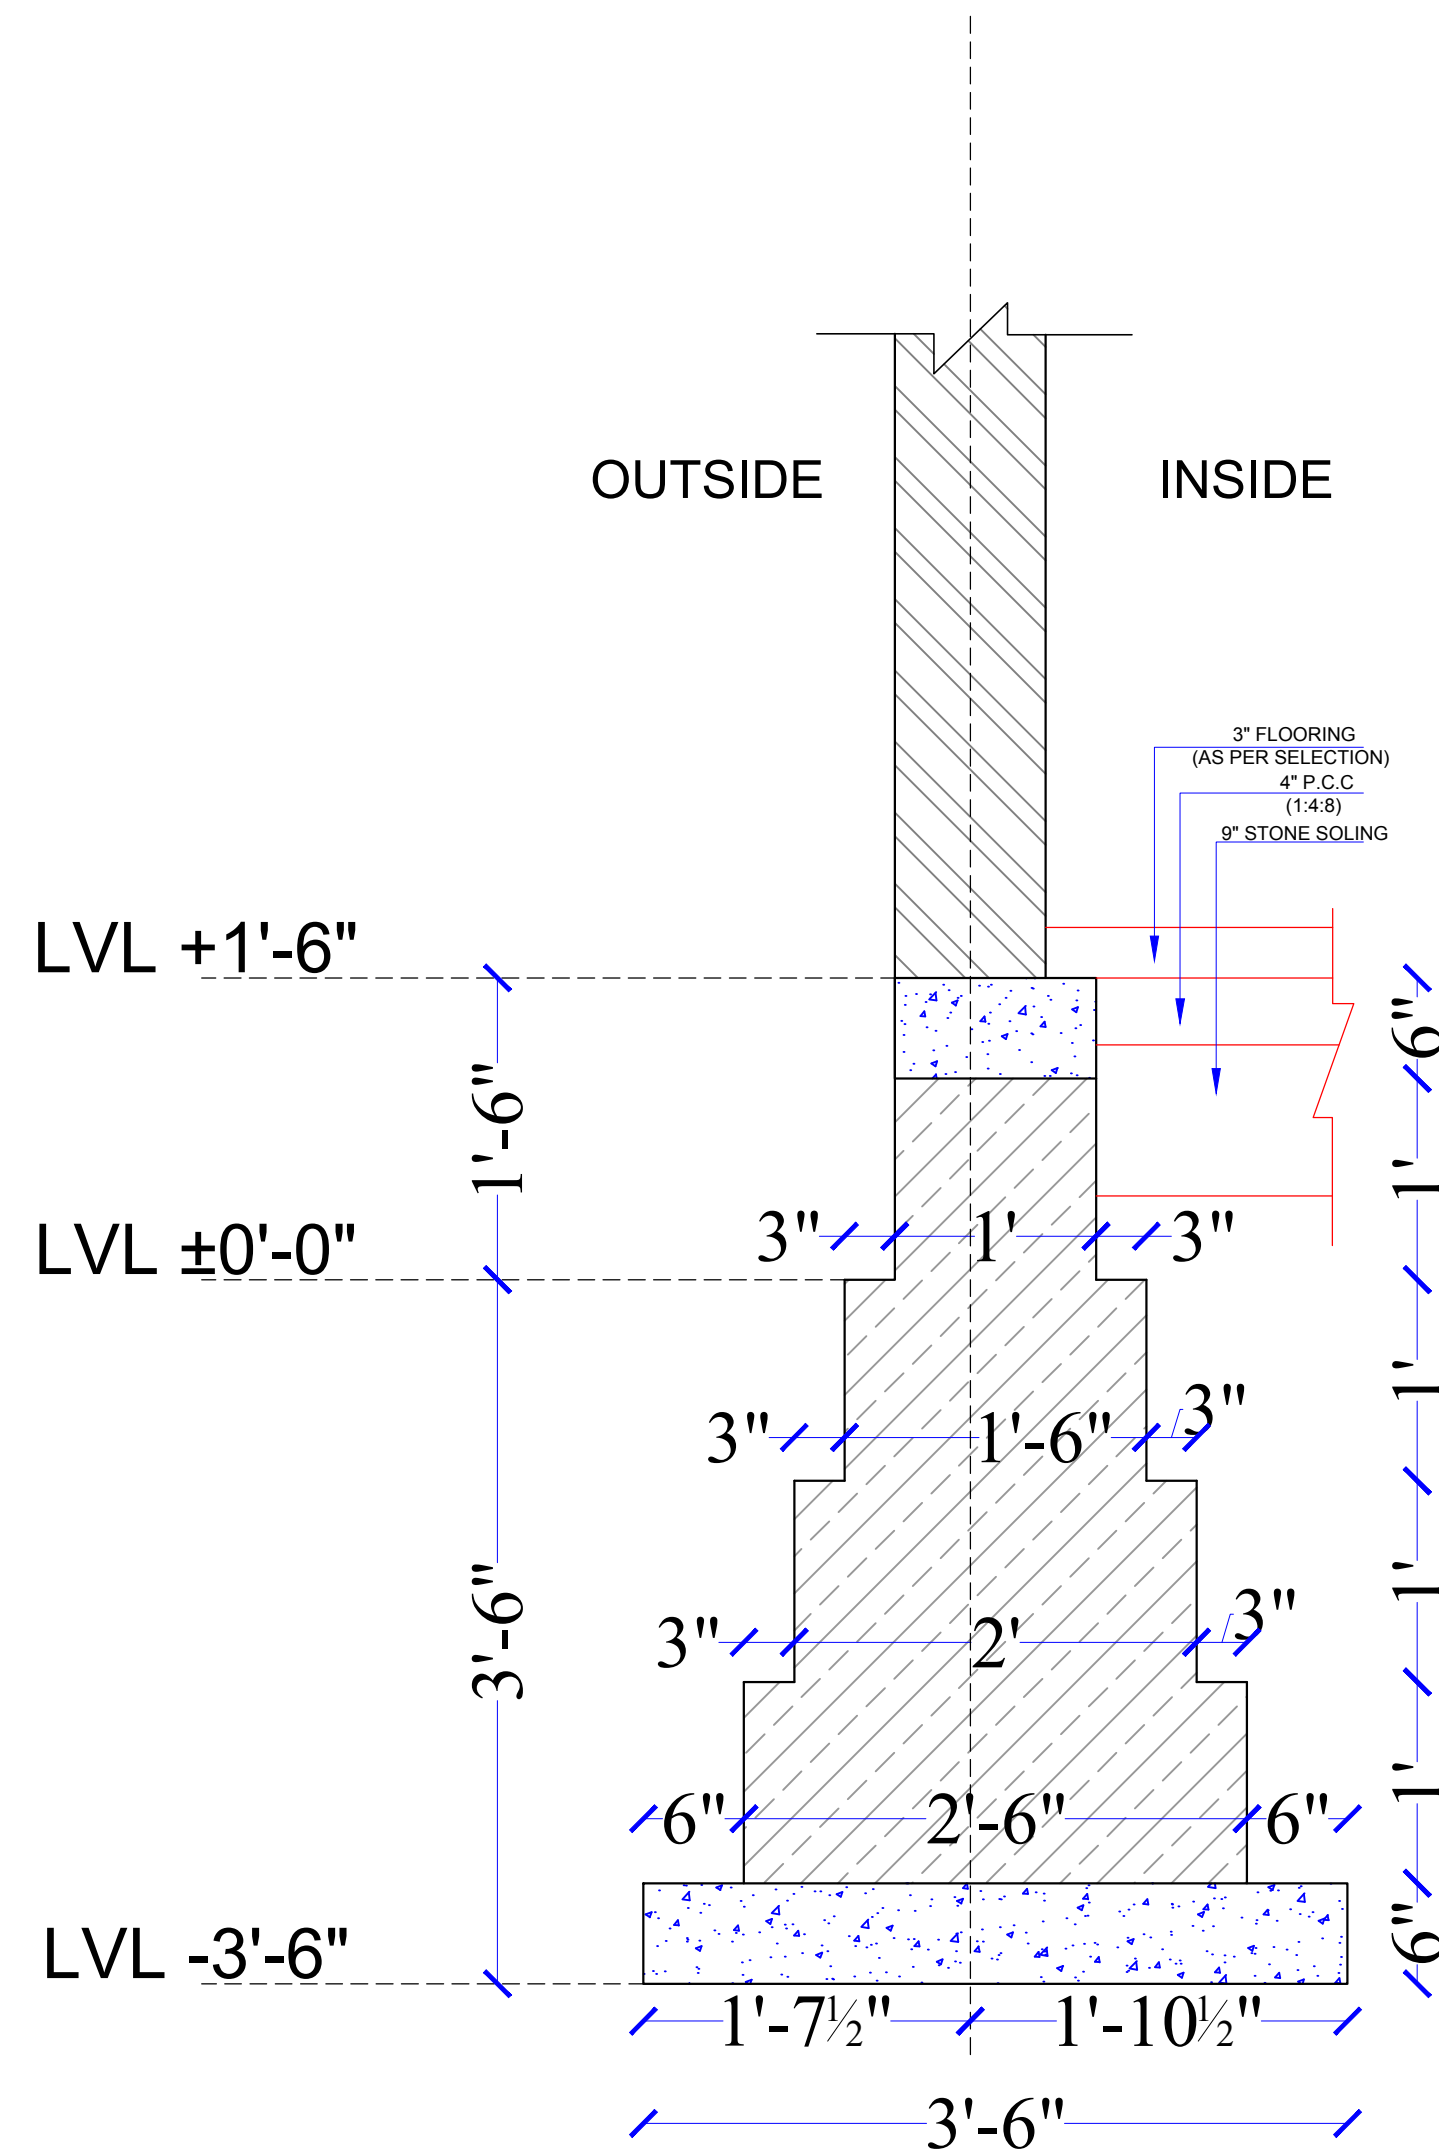 OUTSIDE
INSIDE
3" FLOORING
(AS PER SELECTION)
4" P.C.C
(1:4:8)
9" STONE SOLING
LVL +1'-6"
6"
1'-6"
1'
LVL ±0'-0"
3"
1'
3"
1'
3"
1'-6"
3"
1'
3'-6"
3"
2'
3"
1'
6"
2'-6"
6"
LVL -3'-6"
6"
1'-7½"
1'-10½"
3'-6"